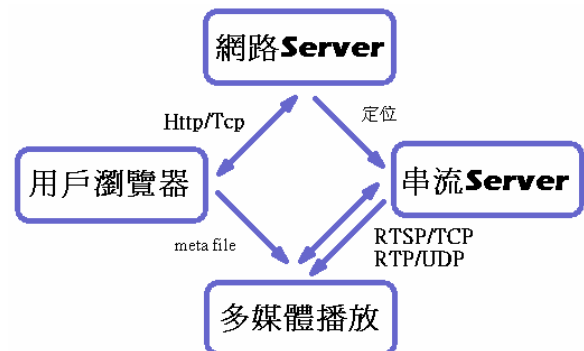 網路Server
Http/Tcp
定位
用戶瀏覽器
串流Server
meta file
RTSP/TCP
RTP/UDP
多媒體播放